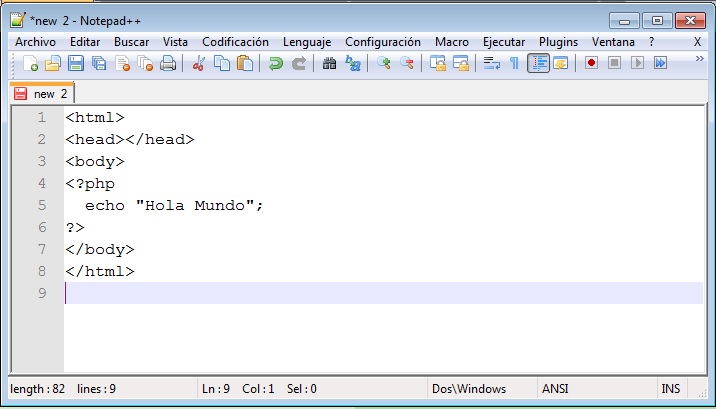 *new  2 - Notepad++
Archivo Editar Buscar Vista Codificación Lenguaje Configuración Macro Ejecutar Plugins Ventana ? X
new 2
1 <html>
2 <head></head>
3 <body>
4 <?php
5   echo "Hola Mundo";
6 ?>
7 </body>
8 </html>
9
length : 82 lines : 9 Ln : 9 Col : 1 Sel : 0 Dos\Windows ANSI INS